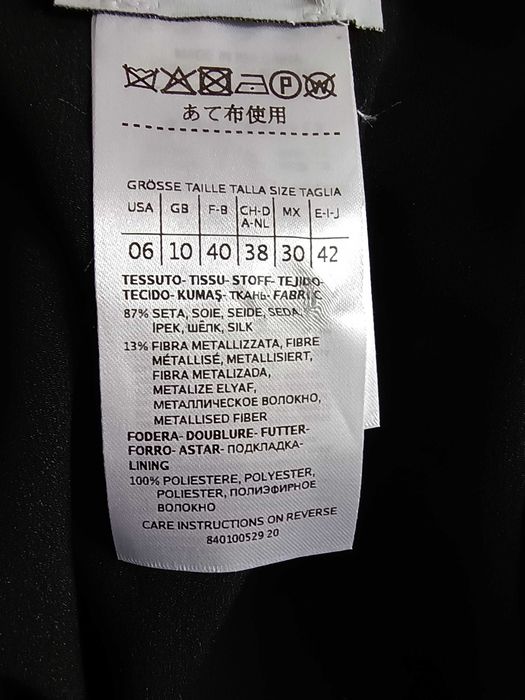 P W
あて布使用
GRÖSSE TAILLE TALLA SIZE TAGLIA
USA GB F-B CH-D A-NL MX E-I-J
06 10 40 38 30 42
TESSUTO- TISSU- STOFF- TEJIDO-
TECIDO- KUMAŞ- ТКАНЬ- FABRIC
87% SETA, SOIE, SEIDE, SEDA,
IPEK, ШЁЛК, SILK
13% FIBRA METALLIZZATA, FIBRE
MÉTALLISÉ, METALLISIERT,
FIBRA METALIZADA,
METALIZE ELYAF,
МЕТАЛЛИЧЕСКОЕ ВОЛОКНО,
METALLISED FIBER
FODERA- DOUBLURE- FUTTER-
FORRO- ASTAR- ПОДКЛАДКА-
LINING
100% POLIESTERE, POLYESTER,
POLIESTER, ПОЛИЭФИРНОЕ
ВОЛОКНО
CARE INSTRUCTIONS ON REVERSE
840100529 20